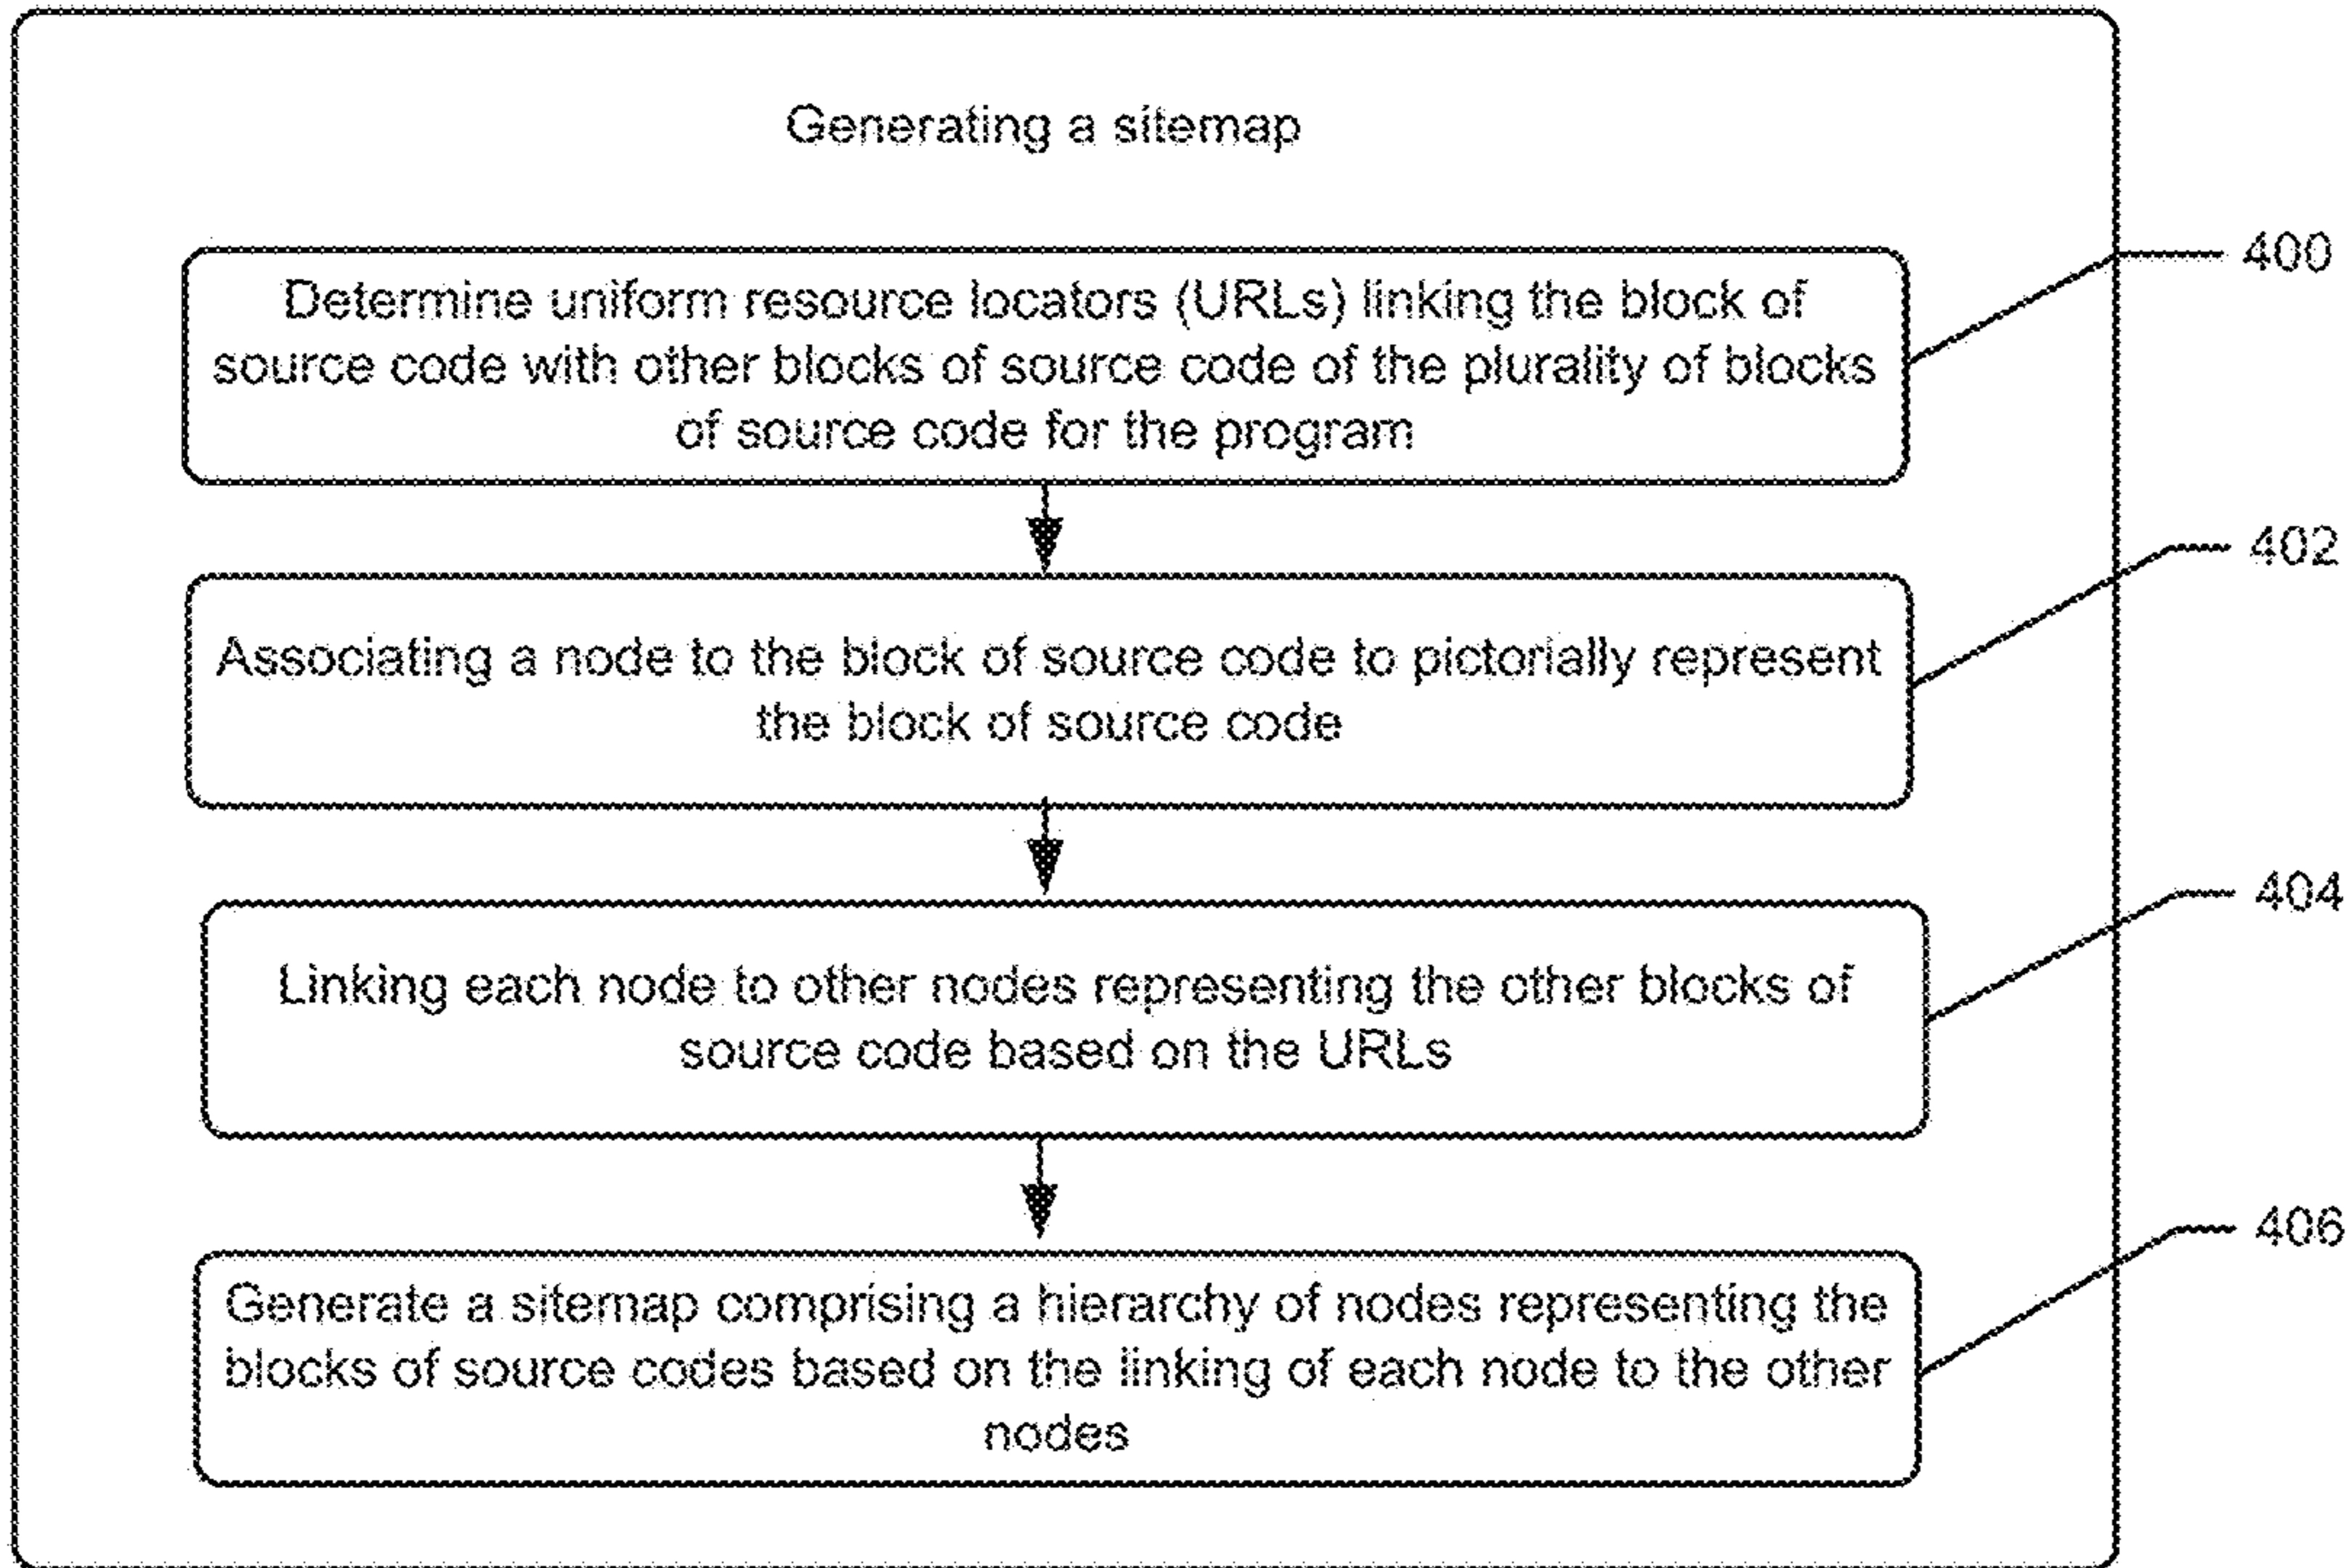 Generating a sitemap
400
Determine uniform resource locators (URLs) linking the block of
source code with other blocks of source code of the plurality of blocks
of source code for the program
402
Associating a node to the block of source code to pictorially represent
the block of source code
404
Linking each node to other nodes representing the other blocks of
source code based on the URLs
406
Generate a sitemap comprising a hierarchy of nodes representing the
blocks of source codes based on the linking of each node to the other
nodes